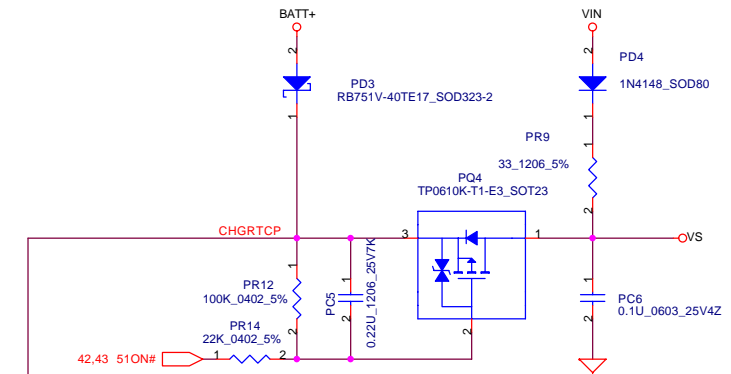 BATT+
VIN
2
2
PD4
PD3
1N4148_SOD80
RB751V-40TE17_SOD323-2
1
1
1
PR9
33_1206_5%
PQ4
TP0610K-T1-E3_SOT23
2
CHGRTCP
3
1
VS
1
1
1
PR12
100K_0402_5%
PC5
0.22U_1206_25V7K
PC6
0.1U_0603_25V4Z
2
2
2
2
PR14
22K_0402_5%
42,43 51ON#
1
2